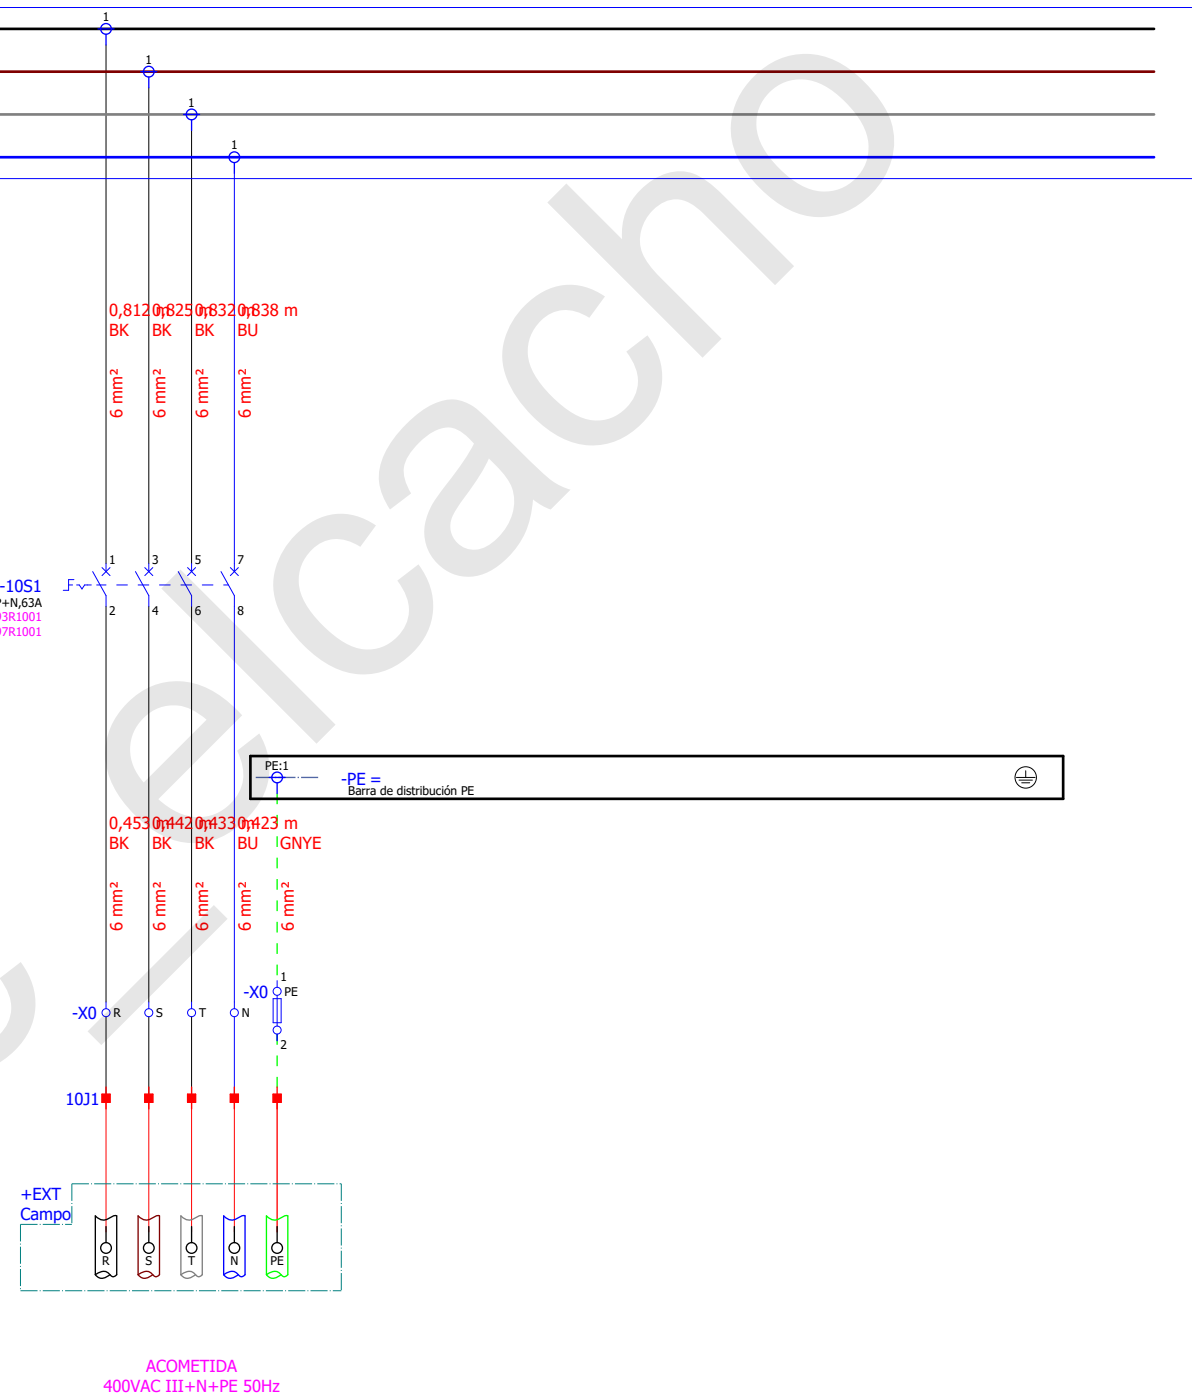 1
1
1
1
0,812 m
0,825 m
0,832 m
0,838 m
BK
BK
BK
BU
6 mm²
6 mm²
6 mm²
6 mm²
1
3
5
7
-10S1
P+N,63A
93R1001
97R1001
2
4
6
8
PE:1
-PE =
Barra de distribución PE
0,453 m
0,442 m
0,433 m
0,423 m
BK
BK
BK
BU
GNYE
6 mm²
6 mm²
6 mm²
6 mm²
6 mm²
-X0
R
S
T
N
-X0
1
PE
2
10J1
+EXT
Campo
R
S
T
N
PE
ACOMETIDA
400VAC III+N+PE 50Hz
_elcacho